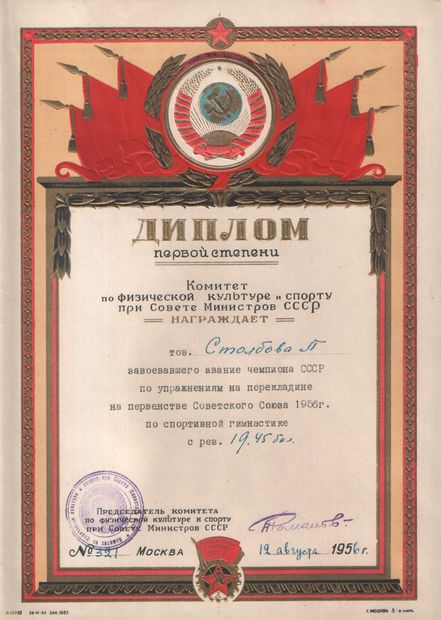 ДИПЛОМ
первой степени
Комитет
по физической культуре и спорту
при Совете Министров СССР
НАГРАЖДАЕТ
тов. Столбова П
завоевавшего звание чемпиона СССР
по упражнениям на перекладине
на первенстве Советского Союза 1956г.
по спортивной гимнастике
с рез. 19.45 бал.
Председатель комитета
по физической культуре и спорту
при Совете Министров СССР
№ 321 Москва 12 августа 1956 г.